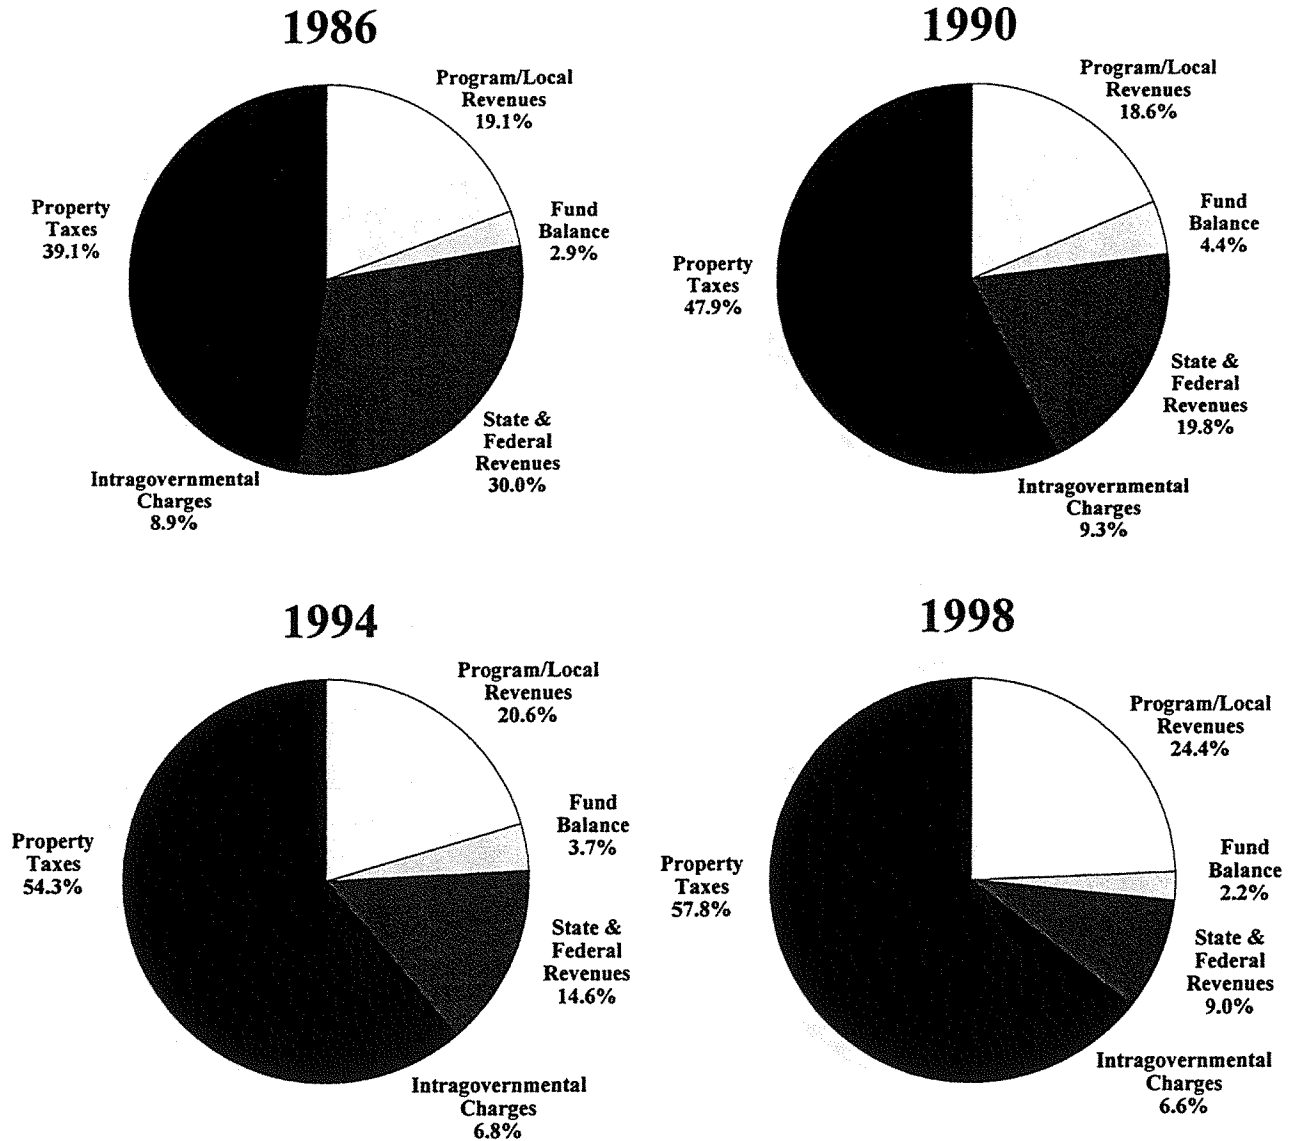 1986
Program/Local
Revenues
19.1%
Fund
Balance
2.9%
State &
Federal
Revenues
30.0%
Intragovernmental
Charges
8.9%
Property
Taxes
39.1%
1990
Program/Local
Revenues
18.6%
Fund
Balance
4.4%
State &
Federal
Revenues
19.8%
Intragovernmental
Charges
9.3%
Property
Taxes
47.9%
1994
Program/Local
Revenues
20.6%
Fund
Balance
3.7%
State &
Federal
Revenues
14.6%
Intragovernmental
Charges
6.8%
Property
Taxes
54.3%
1998
Program/Local
Revenues
24.4%
Fund
Balance
2.2%
State &
Federal
Revenues
9.0%
Intragovernmental
Charges
6.6%
Property
Taxes
57.8%